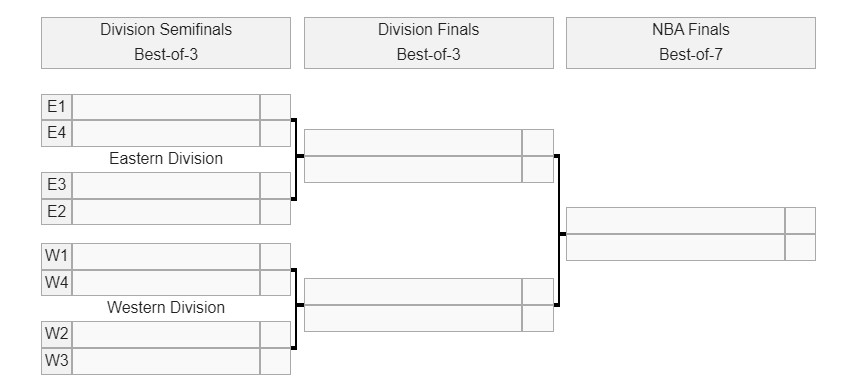 Division Semifinals
Best-of-3
Division Finals
Best-of-3
NBA Finals
Best-of-7
E1
E4
Eastern Division
E3
E2
W1
W4
Western Division
W2
W3